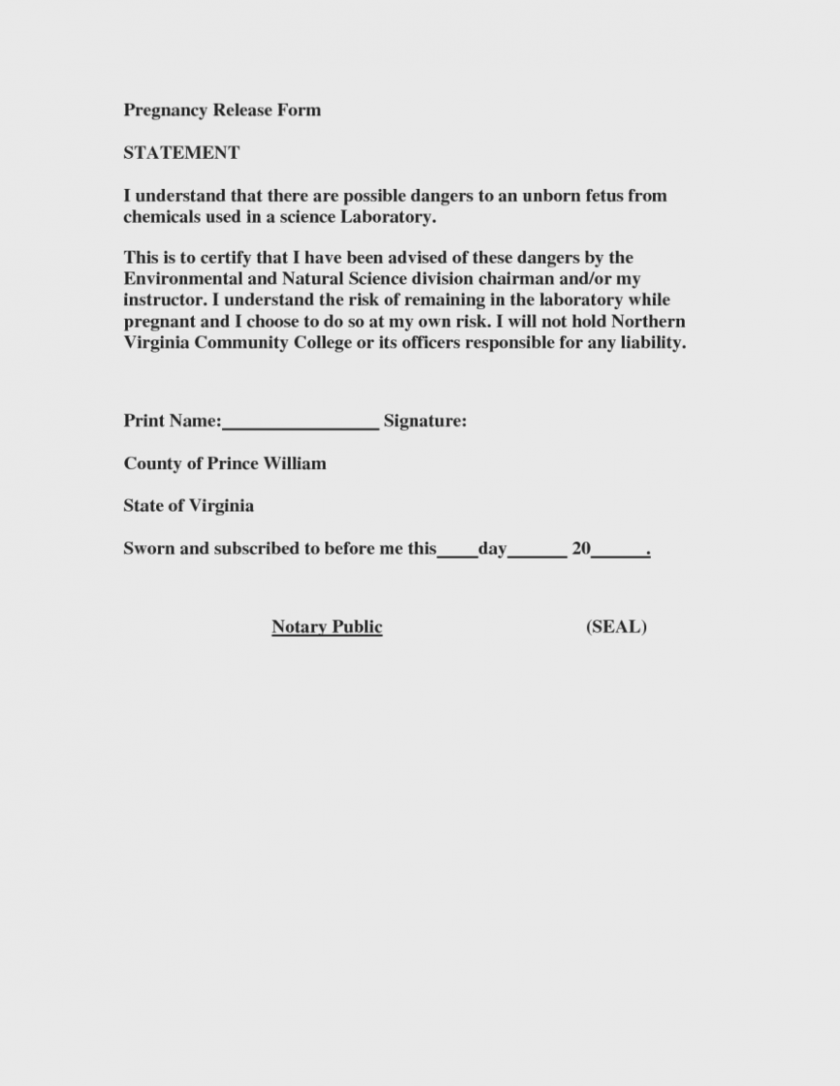 Pregnancy Release Form
STATEMENT
I understand that there are possible dangers to an unborn fetus from
chemicals used in a science Laboratory.
This is to certify that I have been advised of these dangers by the
Environmental and Natural Science division chairman and/or my
instructor. I understand the risk of remaining in the laboratory while
pregnant and I choose to do so at my own risk. I will not hold Northern
Virginia Community College or its officers responsible for any liability.
Print Name:_________________ Signature:
County of Prince William
State of Virginia
Sworn and subscribed to before me this____day______ 20______.
Notary Public (SEAL)